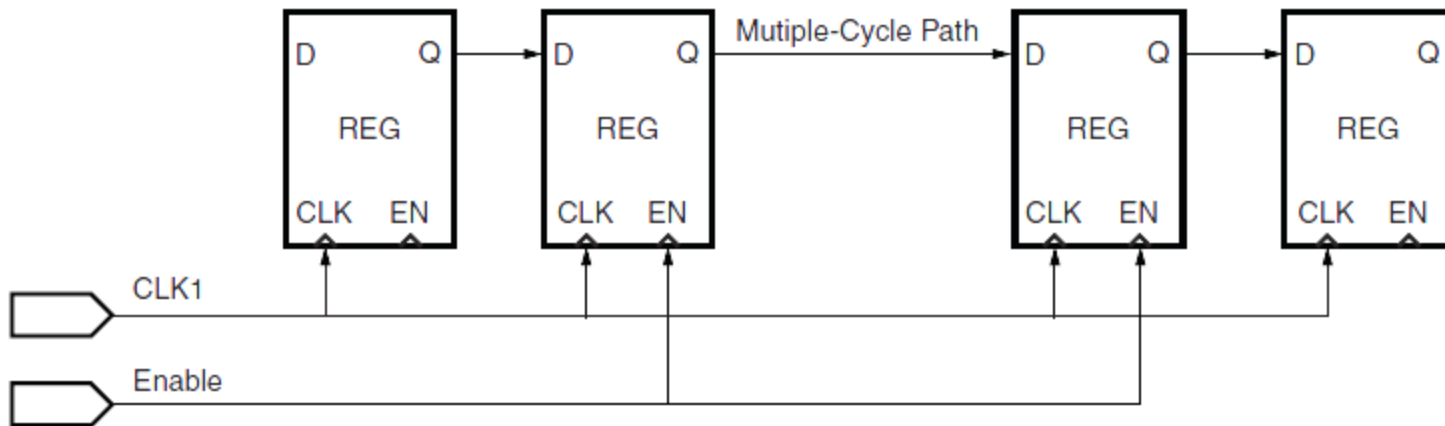 D Q D Q Mutiple-Cycle Path D Q D Q
REG REG REG REG
CLK EN CLK EN CLK EN CLK EN
CLK1
Enable